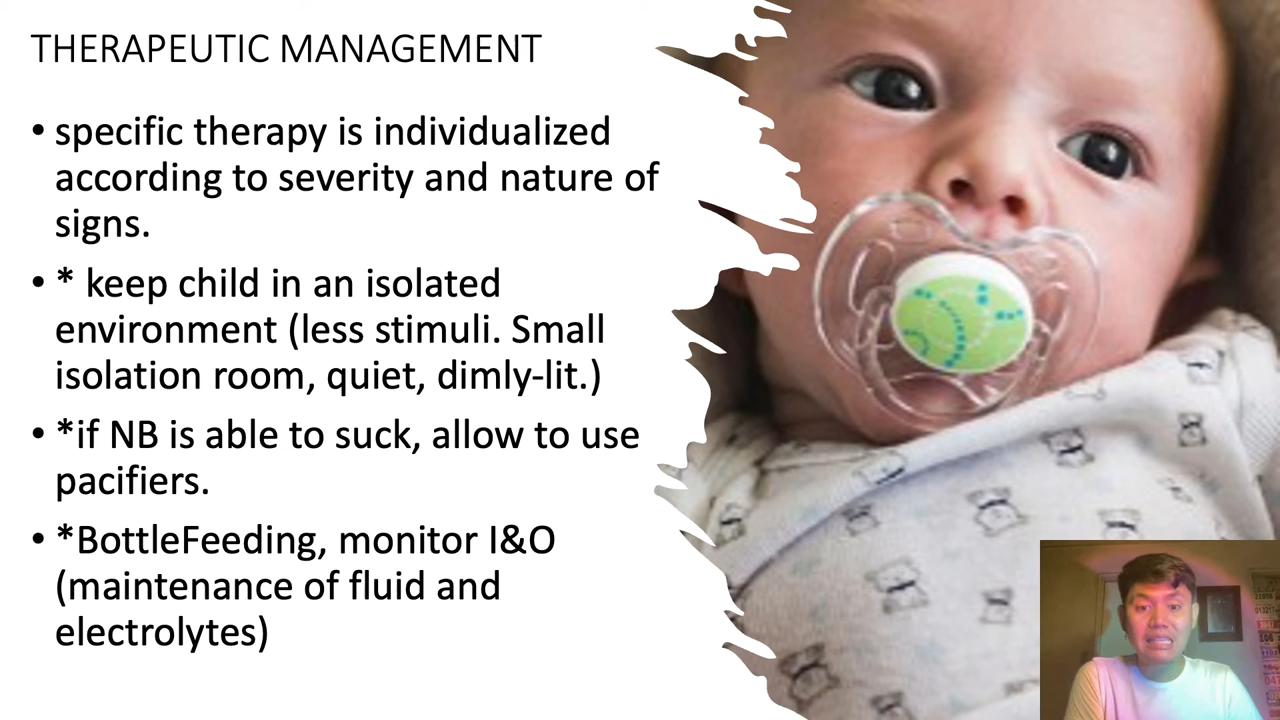 THERAPEUTIC MANAGEMENT
• specific therapy is individualized
according to severity and nature of
signs.
• * keep child in an isolated
environment (less stimuli. Small
isolation room, quiet, dimly-lit.)
• *if NB is able to suck, allow to use
pacifiers.
• *BottleFeeding, monitor I&O
(maintenance of fluid and
electrolytes)